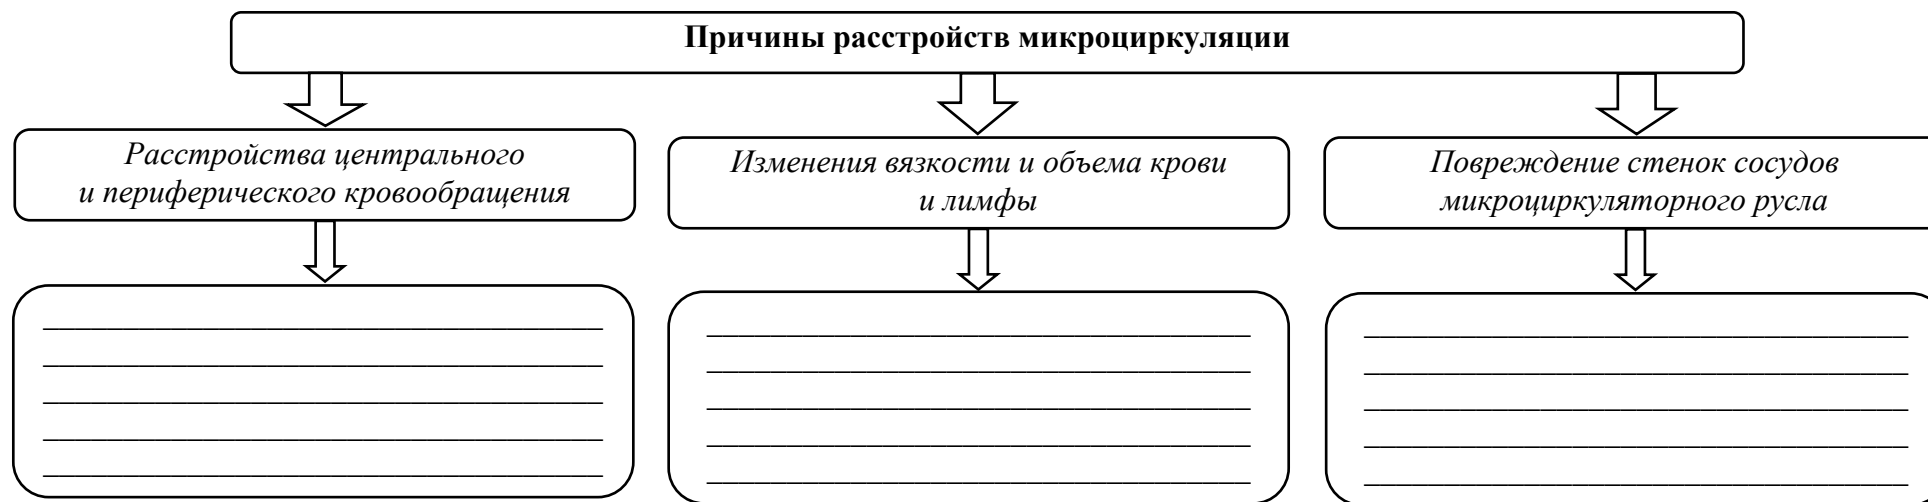 Причины расстройств микроциркуляции
Расстройства центрального
и периферического кровообращения
Изменения вязкости и объема крови
и лимфы
Повреждение стенок сосудов
микроциркуляторного русла